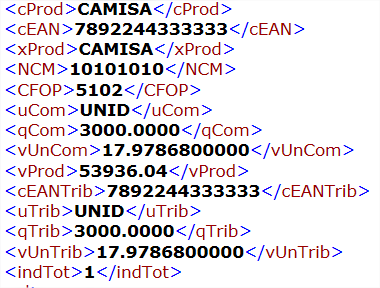 <cProd>CAMISA</cProd>
<cEAN>7892244333333</cEAN>
<xProd>CAMISA</xProd>
<NCM>10101010</NCM>
<CFOP>5102</CFOP>
<uCom>UNID</uCom>
<qCom>3000.0000</qCom>
<vUnCom>17.9786800000</vUnCom>
<vProd>53936.04</vProd>
<cEANTrib>7892244333333</cEANTrib>
<uTrib>UNID</uTrib>
<qTrib>3000.0000</qTrib>
<vUnTrib>17.9786800000</vUnTrib>
<indTot>1</indTot>